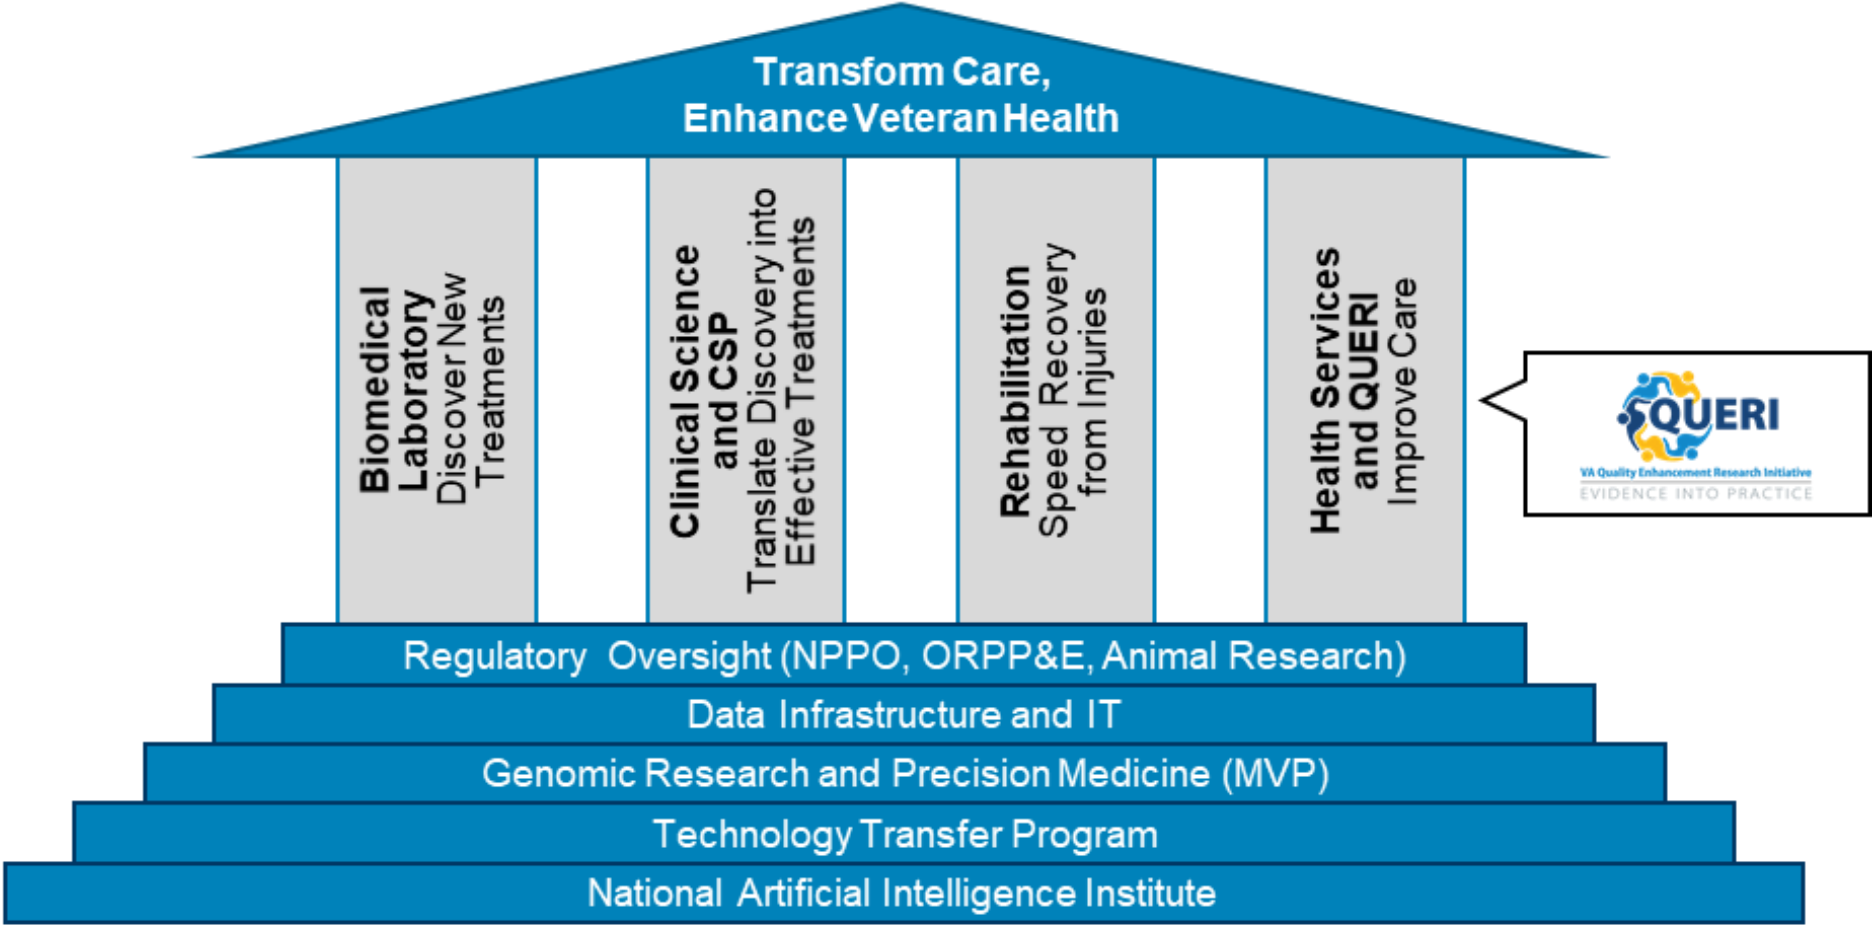 Transform Care,
Enhance Veteran Health
Biomedical
Laboratory
Discover New
Treatments
Clinical Science
and CSP
Translate Discovery into
Effective Treatments
Rehabilitation
Speed Recovery
from Injuries
Health Services
and QUERI
Improve Care
QUERI
VA Quality Enhancement Research Initiative
EVIDENCE INTO PRACTICE
Regulatory Oversight (NPPO, ORPP&E, Animal Research)
Data Infrastructure and IT
Genomic Research and Precision Medicine (MVP)
Technology Transfer Program
National Artificial Intelligence Institute